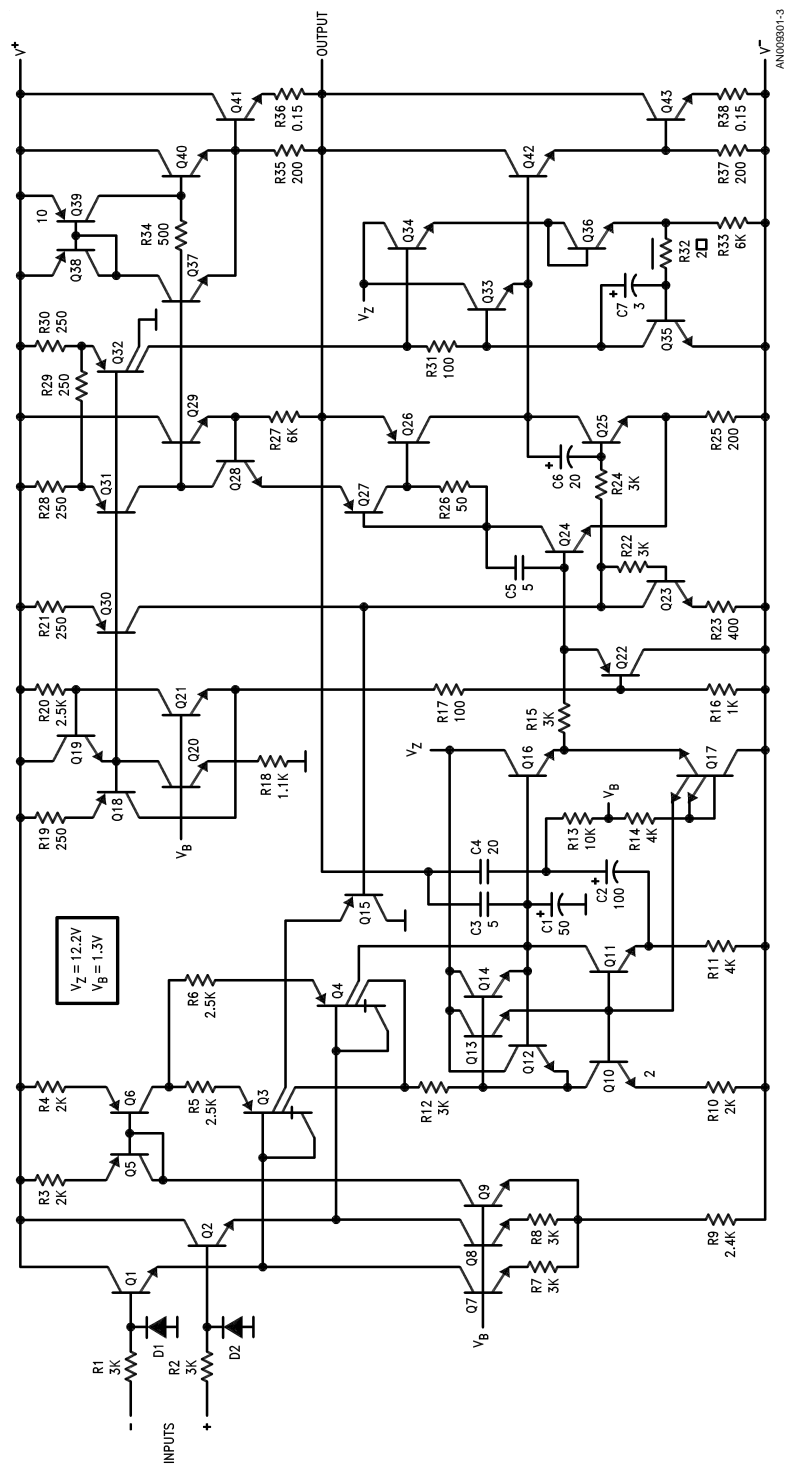 V+
V−
OUTPUT
INPUTS
-
+
R1
3K
R2
3K
D1
D2
Q1
Q2
R3
2K
R4
2K
Q5
Q6
R5
2.5K
R6
2.5K
Q3
Q4
Q7
Q8
Q9
VB
R7
3K
R8
3K
R9
2.4K
VZ = 12.2V
VB = 1.3V
Q15
R12
3K
Q13
Q14
Q12
Q10
2
Q11
R10
2K
R11
4K
C3
5
C4
20
C1
+
50
C2
+
100
R13
10K
VB
R14
4K
Q16
Q17
VZ
R15
3K
R19
250
R20
2.5K
Q18
Q19
Q20
Q21
VB
R18
1.1K
R17
100
R16
1K
Q22
R21
250
Q30
R22
3K
Q23
R23
400
C5
5
Q24
R24
3K
C6
+
20
Q25
R25
200
R28
250
R29
250
R30
250
Q31
Q32
Q29
Q28
R27
6K
Q27
Q26
R26
50
10
Q38
Q39
R34
500
Q37
Q40
Q41
R35
200
R36
0.15
VZ
Q33
Q34
R31
100
Q36
C7
+
3
Q35
R32
2□
R33
6K
Q42
Q43
R37
200
R38
0.15
AN009301-3